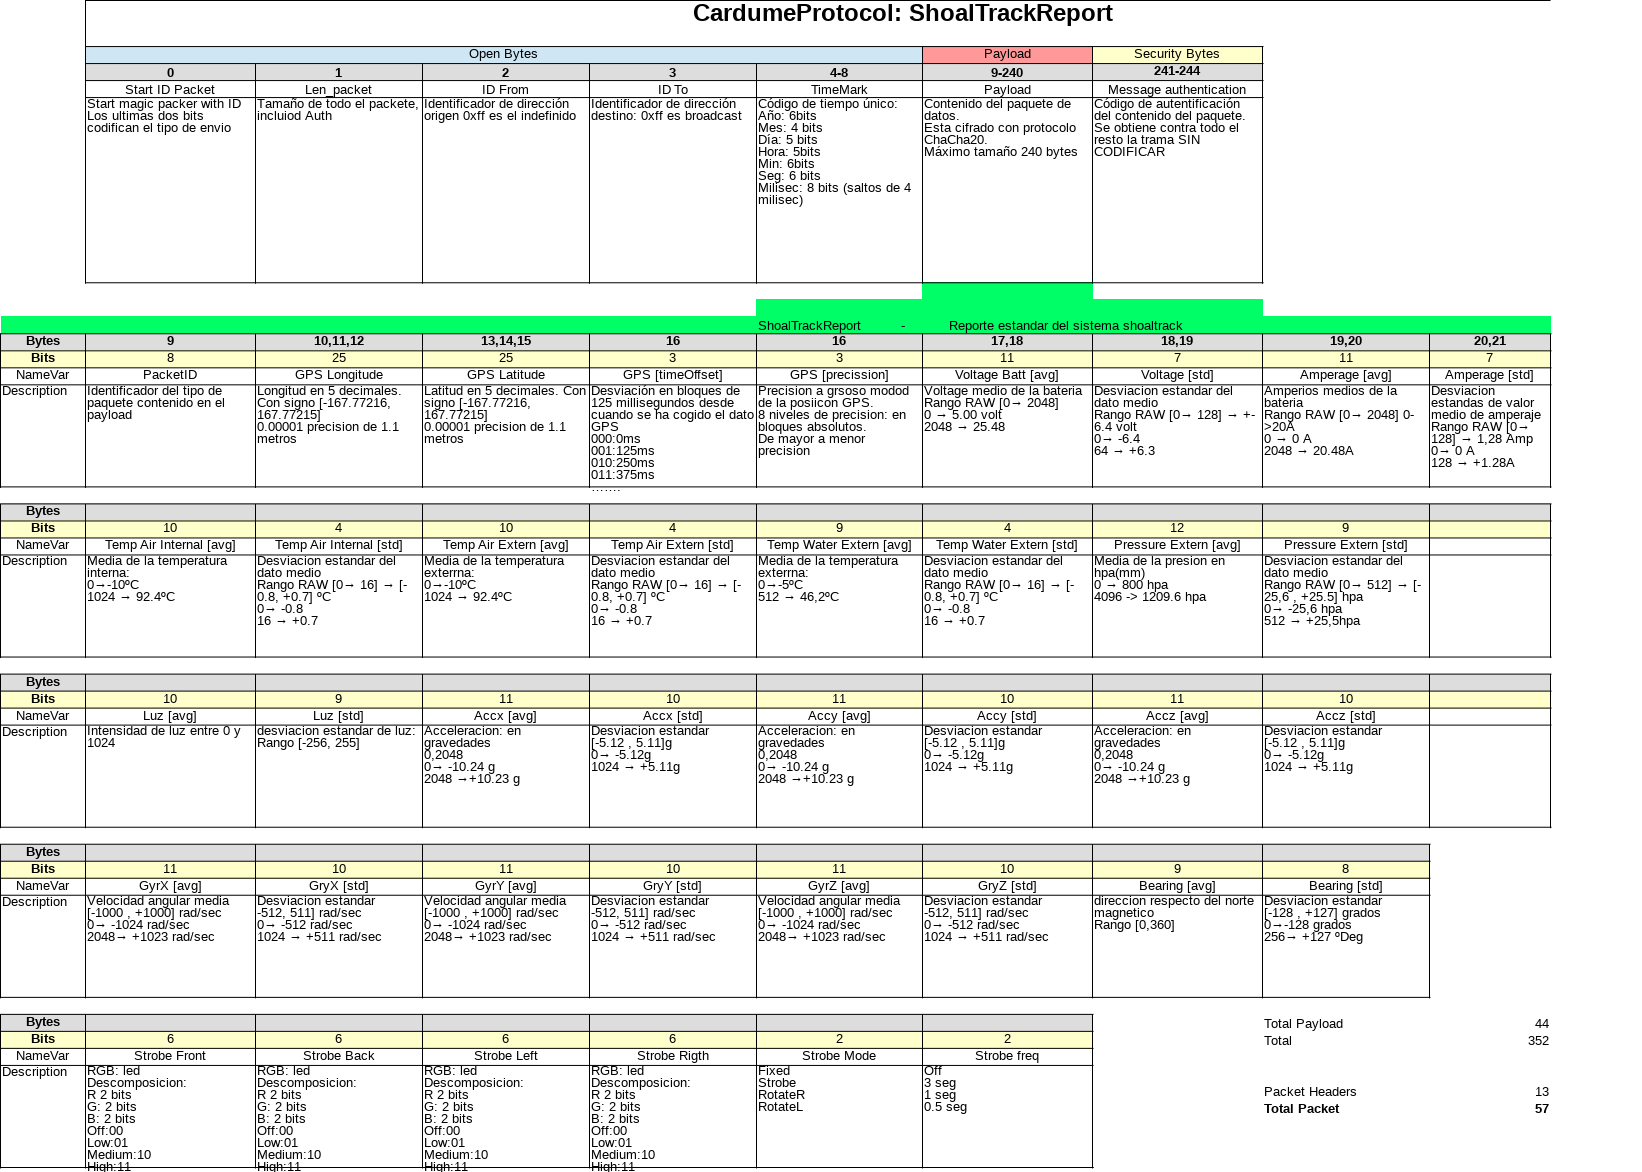 CardumeProtocol: ShoalTrackReport
Open Bytes Payload Security Bytes
0 1 2 3 4-8 9-240 241-244
Start ID Packet Len_packet ID From ID To TimeMark Payload Message authentication
Start magic packer with ID
Los ultimas dos bits
codifican el tipo de envio
Tamaño de todo el packete,
incluiod Auth
Identificador de dirección
origen 0xff es el indefinido
Identificador de dirección
destino: 0xff es broadcast
Código de tiempo único:
Año: 6bits
Mes: 4 bits
Día: 5 bits
Hora: 5bits
Min: 6bits
Seg: 6 bits
Milisec: 8 bits (saltos de 4
milisec)
Contenido del paquete de
datos.
Esta cifrado con protocolo
ChaCha20.
Máximo tamaño 240 bytes
Código de autentificación
del contenido del paquete.
Se obtiene contra todo el
resto la trama SIN
CODIFICAR
ShoalTrackReport - Reporte estandar del sistema shoaltrack
Bytes 9 10,11,12 13,14,15 16 16 17,18 18,19 19,20 20,21
Bits 8 25 25 3 3 11 7 11 7
NameVar PacketID GPS Longitude GPS Latitude GPS [timeOffset] GPS [precission] Voltage Batt [avg] Voltage [std] Amperage [avg] Amperage [std]
Description
Identificador del tipo de
paquete contenido en el
payload
Longitud en 5 decimales.
Con signo [-167.77216,
167.77215]
0.00001 precision de 1.1
metros
Latitud en 5 decimales. Con
signo [-167.77216,
167.77215]
0.00001 precision de 1.1
metros
Desviación en bloques de
125 millisegundos desde
cuando se ha cogido el dato
GPS
000:0ms
001:125ms
010:250ms
011:375ms
.......
Precision a grsoso modod
de la posiicón GPS.
8 niveles de precision: en
bloques absolutos.
De mayor a menor
precision
Voltage medio de la bateria
Rango RAW [0→ 2048]
0 → 5.00 volt
2048 → 25.48
Desviacion estandar del
dato medio
Rango RAW [0→ 128] → +-
6.4 volt
0→ -6.4
64 → +6.3
Amperios medios de la
bateria
Rango RAW [0→ 2048] 0-
>20A
0 → 0 A
2048 → 20.48A
Desviacion
estandas de valor
medio de amperaje
Rango RAW [0→
128] → 1,28 Amp
0→ 0 A
128 → +1.28A
Bytes
Bits 10 4 10 4 9 4 12 9
NameVar Temp Air Internal [avg] Temp Air Internal [std] Temp Air Extern [avg] Temp Air Extern [std] Temp Water Extern [avg] Temp Water Extern [std] Pressure Extern [avg] Pressure Extern [std]
Description
Media de la temperatura
interna:
0→-10ºC
1024 → 92.4ºC
Desviacion estandar del
dato medio
Rango RAW [0→ 16] → [-
0.8, +0.7] ºC
0→ -0.8
16 → +0.7
Media de la temperatura
exterrna:
0→-10ºC
1024 → 92.4ºC
Desviacion estandar del
dato medio
Rango RAW [0→ 16] → [-
0.8, +0.7] ºC
0→ -0.8
16 → +0.7
Media de la temperatura
exterrna:
0→-5ºC
512 → 46,2ºC
Desviacion estandar del
dato medio
Rango RAW [0→ 16] → [-
0.8, +0.7] ºC
0→ -0.8
16 → +0.7
Media de la presion en
hpa(mm)
0 → 800 hpa
4096 -> 1209.6 hpa
Desviacion estandar del
dato medio
Rango RAW [0→ 512] → [-
25,6 , +25.5] hpa
0→ -25,6 hpa
512 → +25,5hpa
Bytes
Bits 10 9 11 10 11 10 11 10
NameVar Luz [avg] Luz [std] Accx [avg] Accx [std] Accy [avg] Accy [std] Accz [avg] Accz [std]
Description
Intensidad de luz entre 0 y
1024
desviacion estandar de luz:
Rango [-256, 255]
Acceleracion: en
gravedades
0,2048
0→ -10.24 g
2048 →+10.23 g
Desviacion estandar
[-5.12 , 5.11]g
0→ -5.12g
1024 → +5.11g
Acceleracion: en
gravedades
0,2048
0→ -10.24 g
2048 →+10.23 g
Desviacion estandar
[-5.12 , 5.11]g
0→ -5.12g
1024 → +5.11g
Acceleracion: en
gravedades
0,2048
0→ -10.24 g
2048 →+10.23 g
Desviacion estandar
[-5.12 , 5.11]g
0→ -5.12g
1024 → +5.11g
Bytes
Bits 11 10 11 10 11 10 9 8
NameVar GyrX [avg] GryX [std] GyrY [avg] GryY [std] GyrZ [avg] GryZ [std] Bearing [avg] Bearing [std]
Description
Velocidad angular media
[-1000 , +1000] rad/sec
0→ -1024 rad/sec
2048→ +1023 rad/sec
Desviacion estandar
-512, 511] rad/sec
0→ -512 rad/sec
1024 → +511 rad/sec
Velocidad angular media
[-1000 , +1000] rad/sec
0→ -1024 rad/sec
2048→ +1023 rad/sec
Desviacion estandar
-512, 511] rad/sec
0→ -512 rad/sec
1024 → +511 rad/sec
Velocidad angular media
[-1000 , +1000] rad/sec
0→ -1024 rad/sec
2048→ +1023 rad/sec
Desviacion estandar
-512, 511] rad/sec
0→ -512 rad/sec
1024 → +511 rad/sec
direccion respecto del norte
magnetico
Rango [0,360]
Desviacion estandar
[-128 , +127] grados
0→-128 grados
256→ +127 ºDeg
Bytes
Bits 6 6 6 6 2 2
NameVar Strobe Front Strobe Back Strobe Left Strobe Rigth Strobe Mode Strobe freq
Description
RGB: led
Descomposicion:
R 2 bits
G: 2 bits
B: 2 bits
Off:00
Low:01
Medium:10
High:11
RGB: led
Descomposicion:
R 2 bits
G: 2 bits
B: 2 bits
Off:00
Low:01
Medium:10
High:11
RGB: led
Descomposicion:
R 2 bits
G: 2 bits
B: 2 bits
Off:00
Low:01
Medium:10
High:11
RGB: led
Descomposicion:
R 2 bits
G: 2 bits
B: 2 bits
Off:00
Low:01
Medium:10
High:11
Fixed
Strobe
RotateR
RotateL
Off
3 seg
1 seg
0.5 seg
Total Payload 44
Total 352
Packet Headers 13
Total Packet 57